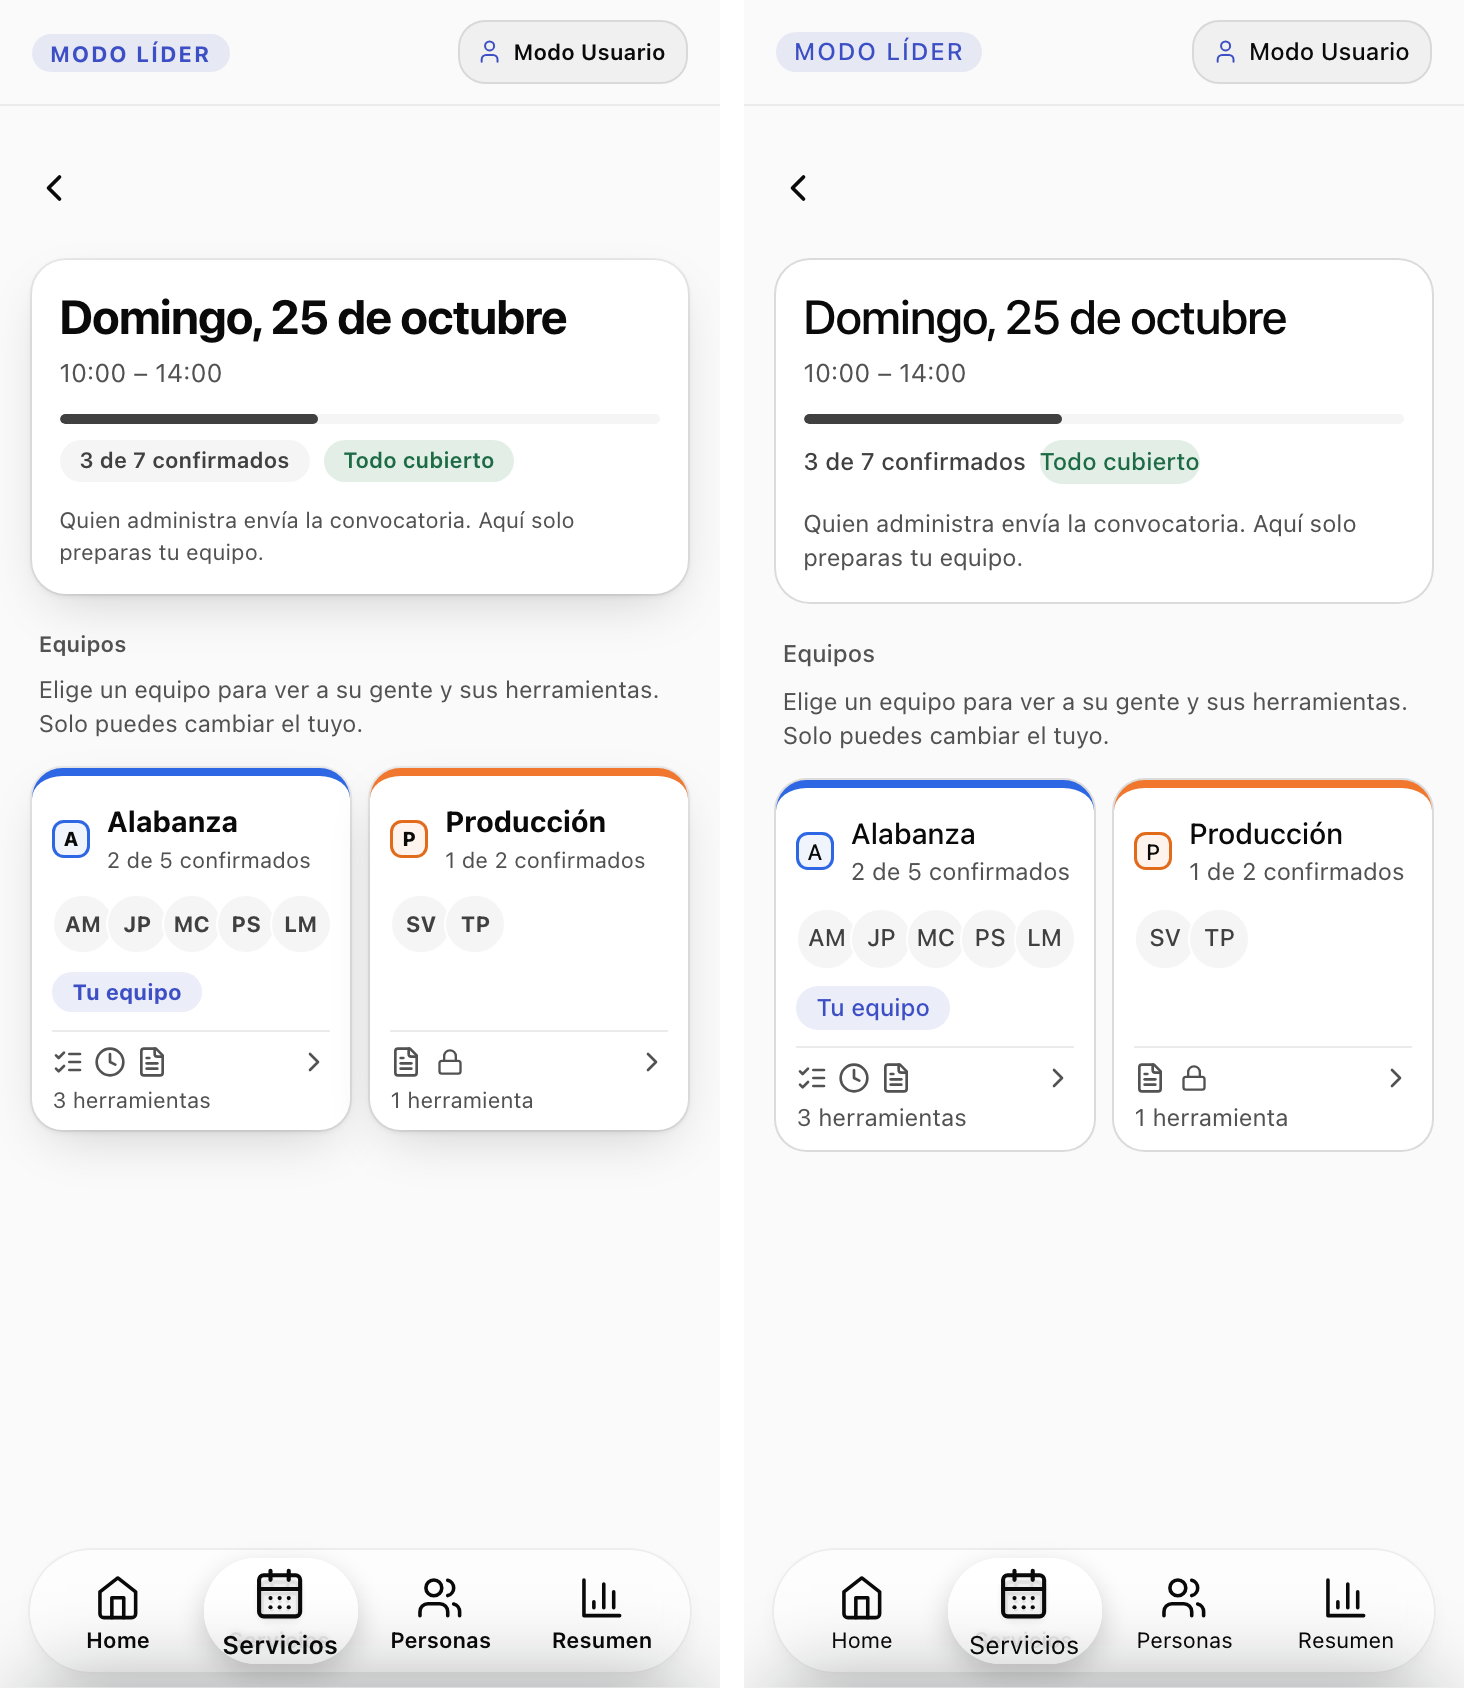 MODO LÍDER
Modo Usuario
Domingo, 25 de octubre
10:00 – 14:00
3 de 7 confirmados
Todo cubierto
Quien administra envía la convocatoria. Aquí solo
preparas tu equipo.
Equipos
Elige un equipo para ver a su gente y sus herramientas.
Solo puedes cambiar el tuyo.
A
Alabanza
2 de 5 confirmados
AM JP MC PS LM
Tu equipo
3 herramientas
P
Producción
1 de 2 confirmados
SV TP
1 herramienta
Home
Servicios
Personas
Resumen
MODO LÍDER
Modo Usuario
Domingo, 25 de octubre
10:00 – 14:00
3 de 7 confirmados
Todo cubierto
Quien administra envía la convocatoria. Aquí solo
preparas tu equipo.
Equipos
Elige un equipo para ver a su gente y sus herramientas.
Solo puedes cambiar el tuyo.
A
Alabanza
2 de 5 confirmados
AM JP MC PS LM
Tu equipo
3 herramientas
P
Producción
1 de 2 confirmados
SV TP
1 herramienta
Home
Servicios
Personas
Resumen